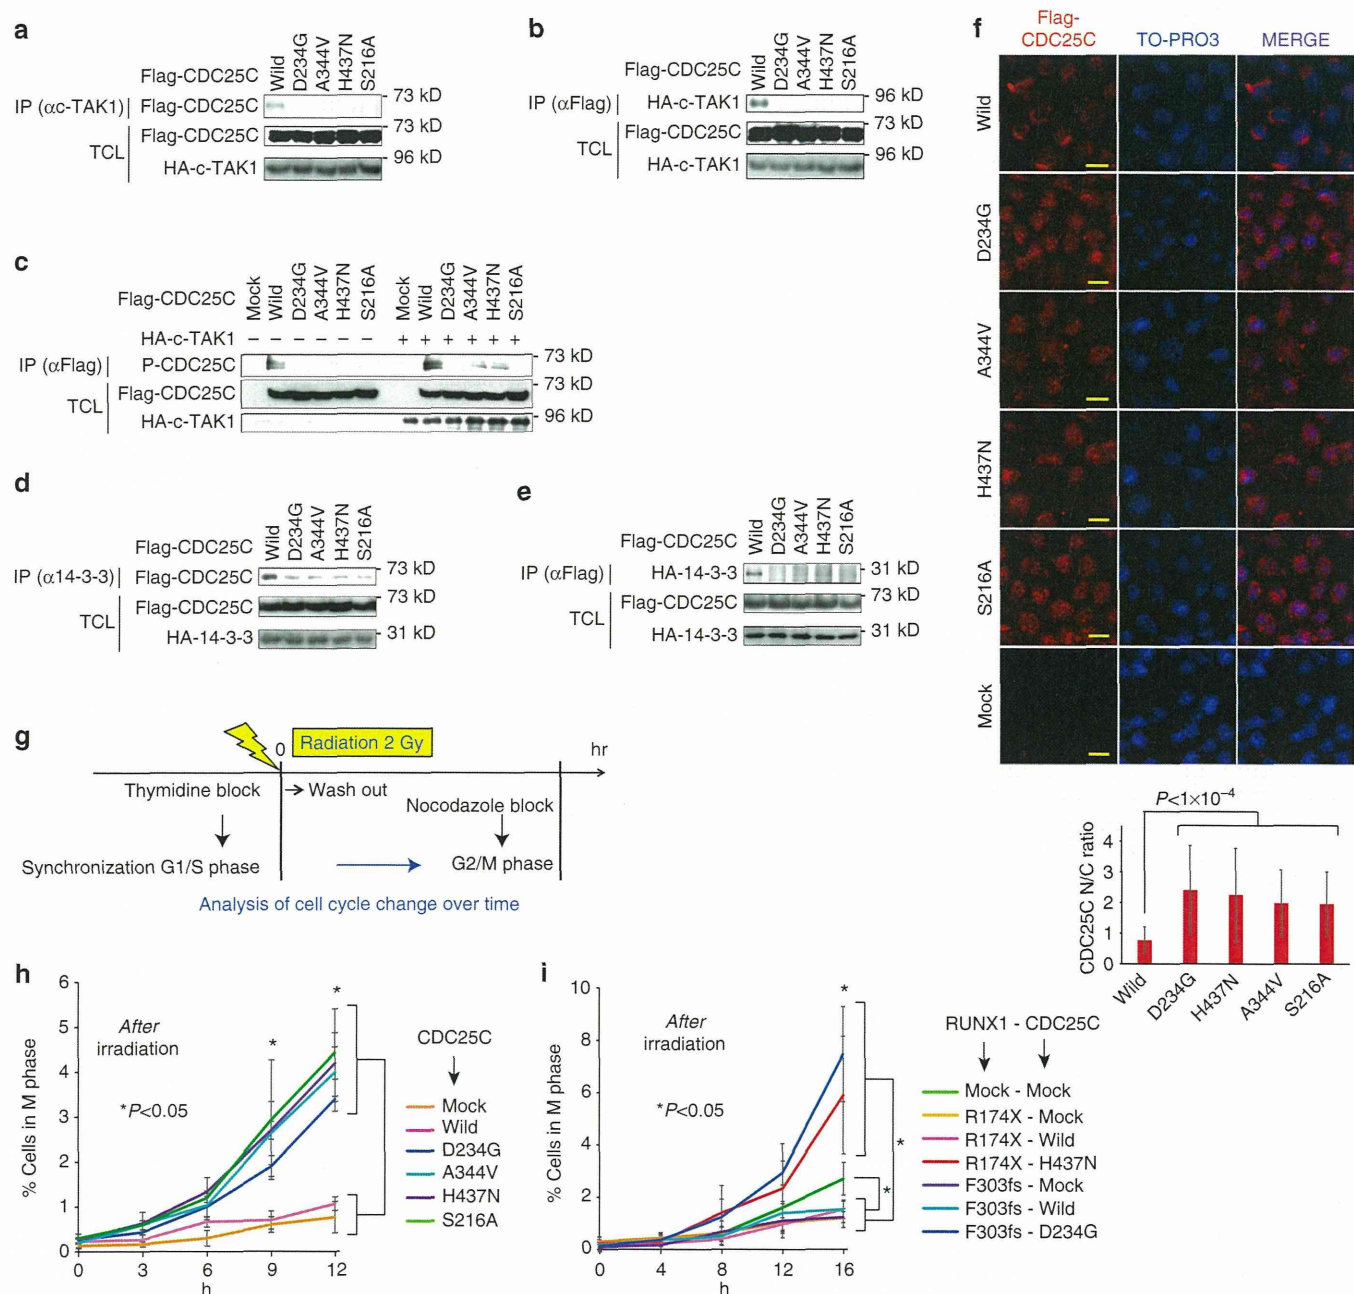 a
Flag-CDC25C
Wild
D234G
A344V
H437N
S216A
IP (αc-TAK1)
Flag-CDC25C
73 kD
TCL
Flag-CDC25C
73 kD
HA-c-TAK1
96 kD
b
Flag-CDC25C
Wild
D234G
A344V
H437N
S216A
IP (αFlag)
HA-c-TAK1
96 kD
TCL
Flag-CDC25C
73 kD
HA-c-TAK1
96 kD
c
Flag-CDC25C
Mock
Wild
D234G
A344V
H437N
S216A
Mock
Wild
D234G
A344V
H437N
S216A
HA-c-TAK1 − − − − − − + + + + + +
IP (αFlag)
P-CDC25C
73 kD
TCL
Flag-CDC25C
73 kD
HA-c-TAK1
96 kD
d
Flag-CDC25C
Wild
D234G
A344V
H437N
S216A
IP (α14-3-3)
Flag-CDC25C
73 kD
TCL
Flag-CDC25C
73 kD
HA-14-3-3
31 kD
e
Flag-CDC25C
Wild
D234G
A344V
H437N
S216A
IP (αFlag)
HA-14-3-3
31 kD
TCL
Flag-CDC25C
73 kD
HA-14-3-3
31 kD
f
Flag-
CDC25C
TO-PRO3
MERGE
Wild
D234G
A344V
H437N
S216A
Mock
P<1×10−4
CDC25C N/C ratio
4
3
2
1
0
Wild
D234G
H437N
A344V
S216A
g
0
Radiation 2 Gy
hr
Thymidine block
Wash out
Nocodazole block
Synchronization G1/S phase
G2/M phase
Analysis of cell cycle change over time
h
% Cells in M phase
6
5
4
3
2
1
0
After
irradiation
*P<0.05
*
*
0 3 6 9 12
h
CDC25C
Mock
Wild
D234G
A344V
H437N
S216A
i
% Cells in M phase
10
8
6
4
2
0
After
irradiation
*P<0.05
*
*
*
0 4 8 12 16
h
RUNX1 - CDC25C
Mock - Mock
R174X - Mock
R174X - Wild
R174X - H437N
F303fs - Mock
F303fs - Wild
F303fs - D234G